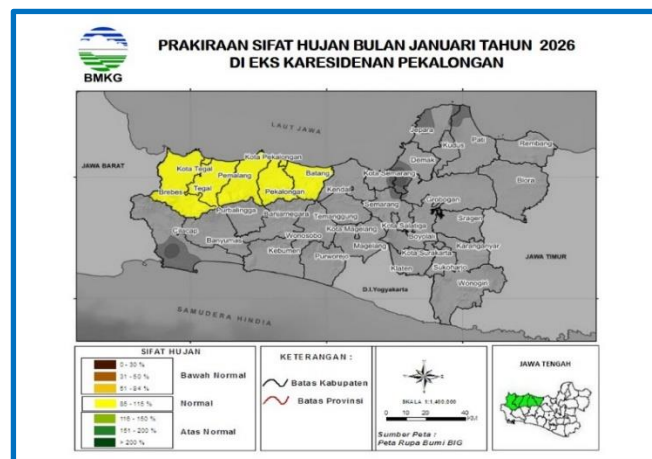 PRAKIRAAN SIFAT HUJAN BULAN JANUARI TAHUN 2026
DI EKS KARESIDENAN PEKALONGAN
BMKG
LAUT JAWA
JAWA BARAT
Jepara
Kudus
Pati
Rembang
Demak
Kota Tegal
Kota Pekalongan
Batang
Kota Semarang
Pemalang
Brebes
Tegal
Pekalongan
Kendal
Blora
Grobogan
Semarang
Purbalingga
Banjarnegara
Temanggung
Kota Salatiga
Sragen
Cilacap
Banyumas
Wonosobo
Kota Magelang
Boyolali
Kebumen
Purworejo
Magelang
Kota Surakarta
Karanganyar
JAWA TIMUR
Klaten
Sukoharjo
D.I.Yogyakarta
Wonogiri
SAMUDERA HINDIA
SIFAT HUJAN
0 - 30 %
31 - 50 %
51 - 84 %
Bawah Normal
85 - 115 %
Normal
116 - 150 %
151 - 200 %
> 200 %
Atas Normal
KETERANGAN :
Batas Kabupaten
Batas Provinsi
SKALA 1:1.400.000
0
10
20
40
Sumber Peta :
Peta Rupa Bumi BIG
JAWA TENGAH